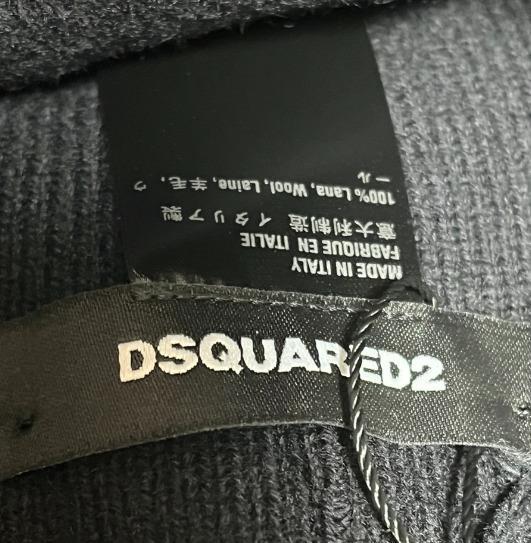 MADE IN ITALY
FABRIQUE EN ITALIE
意大利制造 イタリア製
100% Lana, Wool, Laine, 羊毛, ウ
ール
DSQUARED2